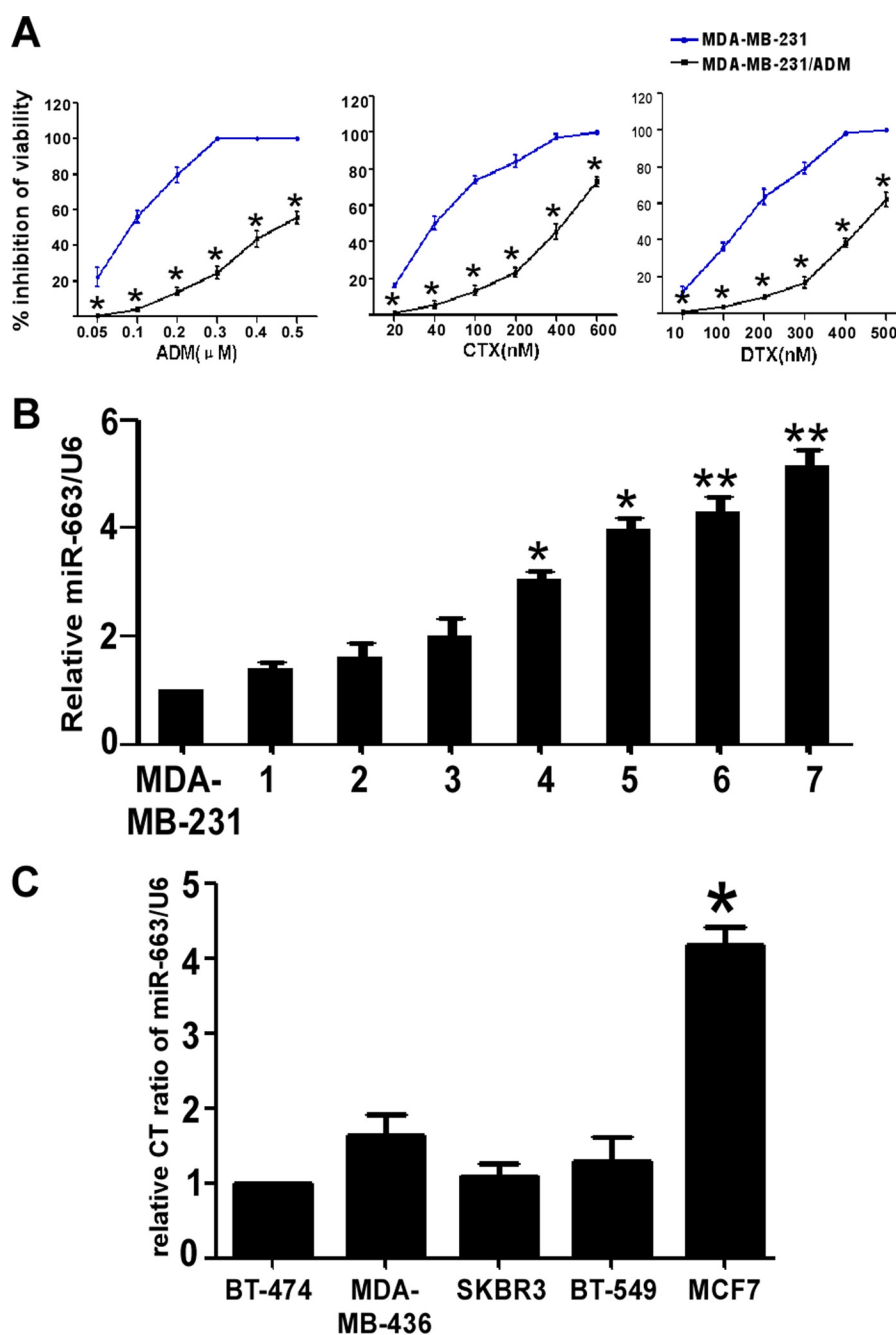 A
MDA-MB-231
MDA-MB-231/ADM
% inhibition of viability
100
80
60
40
20
0.05 0.1 0.2 0.3 0.4 0.5
ADM(μM)
100
80
60
40
20
20 40 100 200 400 600
CTX(nM)
100
80
60
40
20
10 100 200 300 400 500
DTX(nM)
* * * * * *
* * * * * *
* * * * * *
B
Relative miR-663/U6
6
4
2
0
* * ** **
MDA-MB-231 1 2 3 4 5 6 7
C
relative CT ratio of miR-663/U6
5
4
3
2
1
0
*
BT-474 MDA-MB-436 SKBR3 BT-549 MCF7